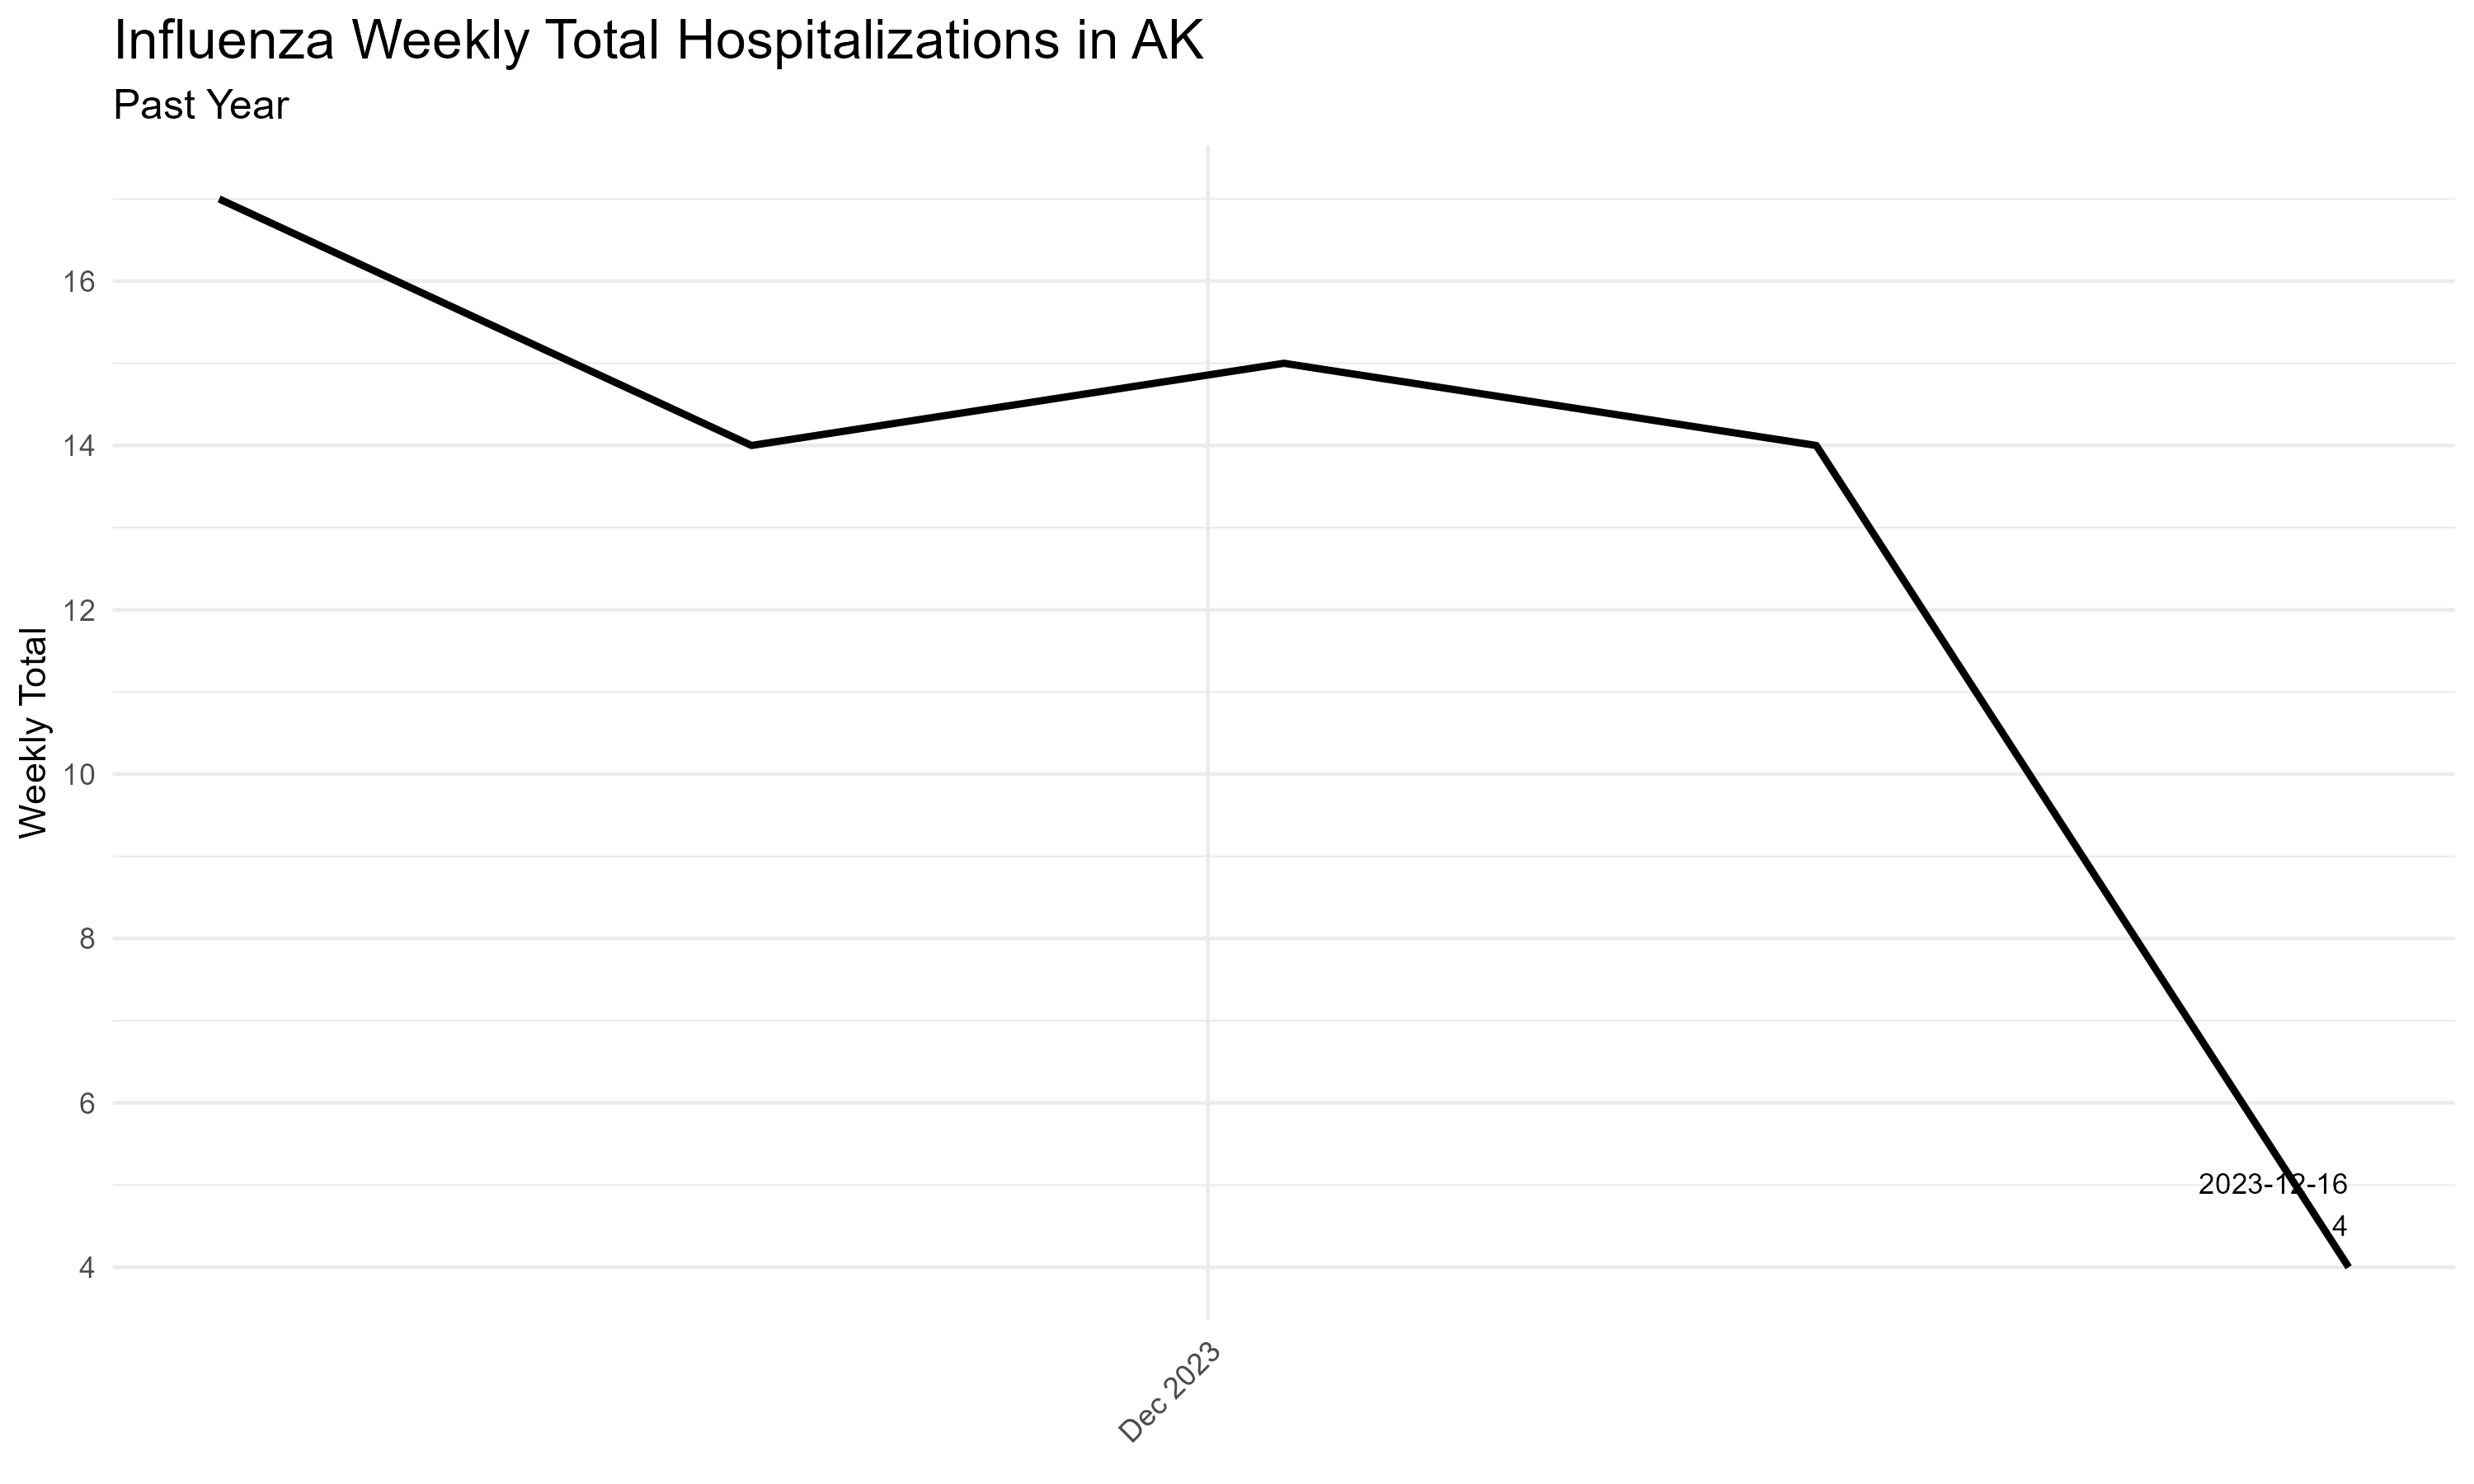 Influenza Weekly Total Hospitalizations in AK
Past Year
Weekly Total
16
14
12
10
8
6
4
2023-12-16
4
Dec 2023